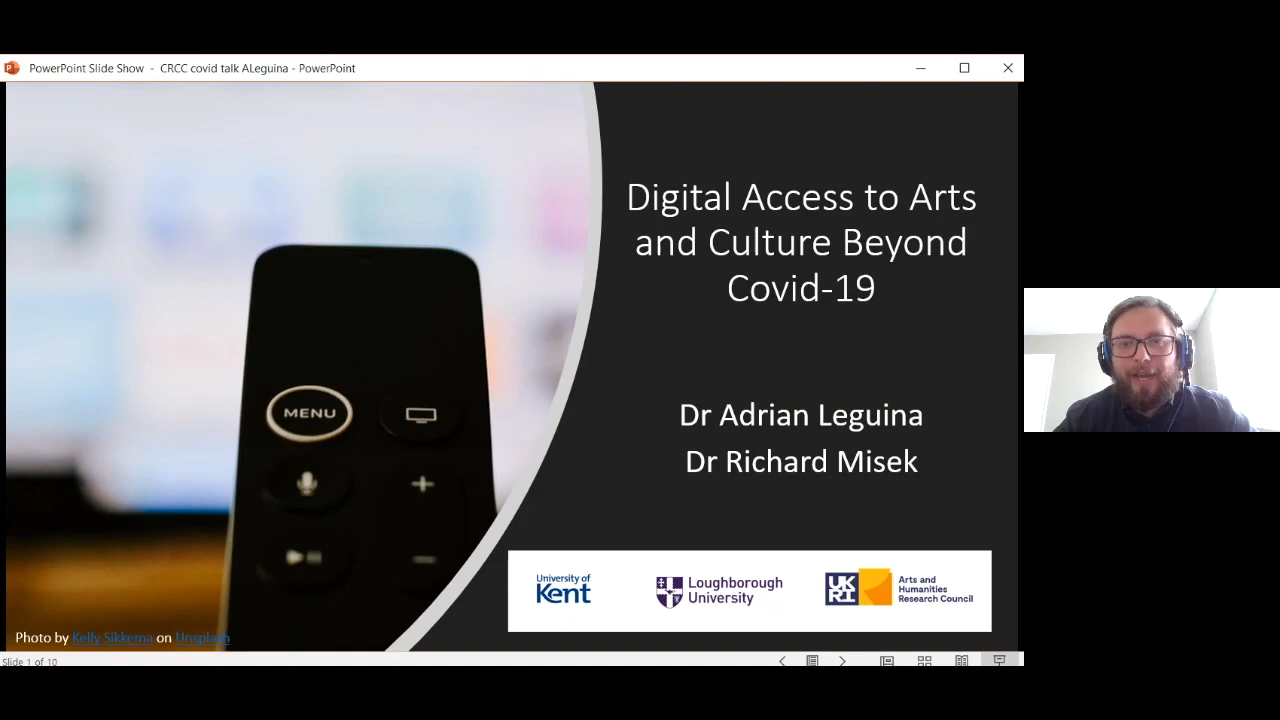 PowerPoint Slide Show - CRCC covid talk ALeguina - PowerPoint
Digital Access to Arts
and Culture Beyond
Covid-19
Dr Adrian Leguina
Dr Richard Misek
MENU
University of
Kent
Loughborough
University
UK
RI
Arts and
Humanities
Research Council
Photo by Kelly Sikkema on Unsplash
Slide 1 of 10